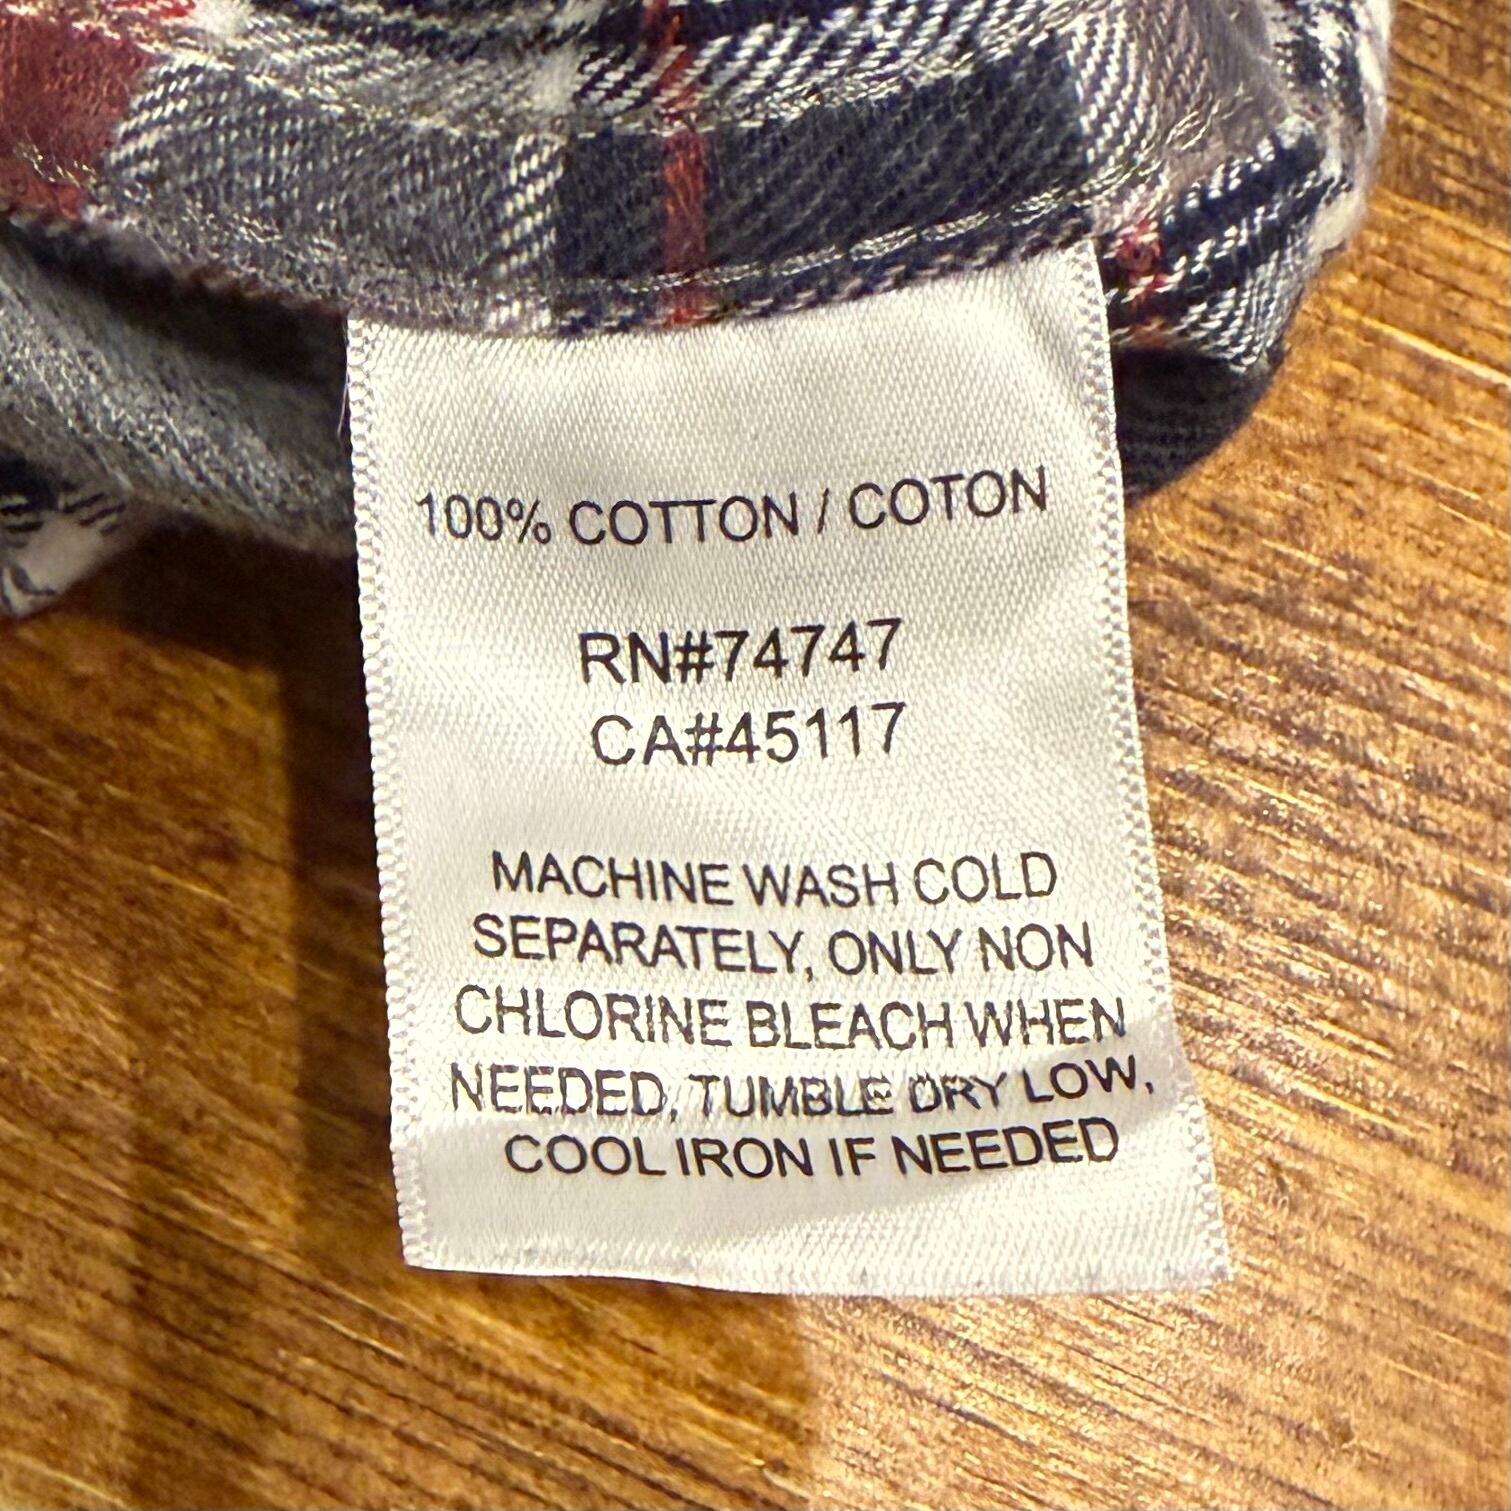 100% COTTON / COTON
RN#74747
CA#45117
MACHINE WASH COLD
SEPARATELY, ONLY NON
CHLORINE BLEACH WHEN
NEEDED, TUMBLE DRY LOW,
COOL IRON IF NEEDED